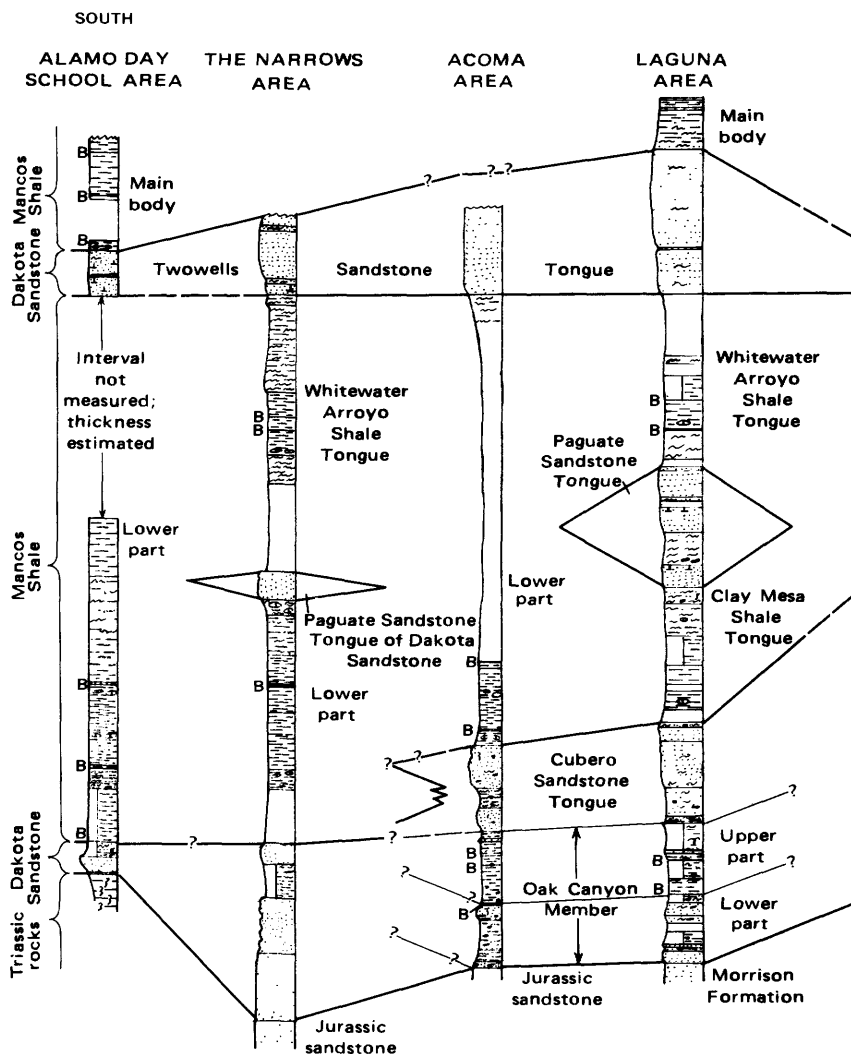 SOUTH
ALAMO DAY
SCHOOL AREA
THE NARROWS
AREA
ACOMA
AREA
LAGUNA
AREA
Main
body
B
B
Main
body
B
?
? ?
Mancos
Shale
Dakota
Sandstone
Twowells
Sandstone
Tongue
Interval
not
measured;
thickness
estimated
Whitewater
Arroyo
Shale
Tongue
B
B
Whitewater
Arroyo
Shale
Tongue
B
B
Paguate
Sandstone
Tongue
Lower
part
Mancos
Shale
Lower
part
Clay Mesa
Shale
Tongue
Paguate Sandstone
Tongue of Dakota
Sandstone
B
B
B
Lower
part
B
B
?
?
Cubero
Sandstone
Tongue
B
?
?
?
Upper
part
B
B
B
B
?
?
Oak Canyon
Member
B
Lower
part
Dakota
Sandstone
? ?
?
Triassic
rocks
?
?
Jurassic
sandstone
Morrison
Formation
Jurassic
sandstone